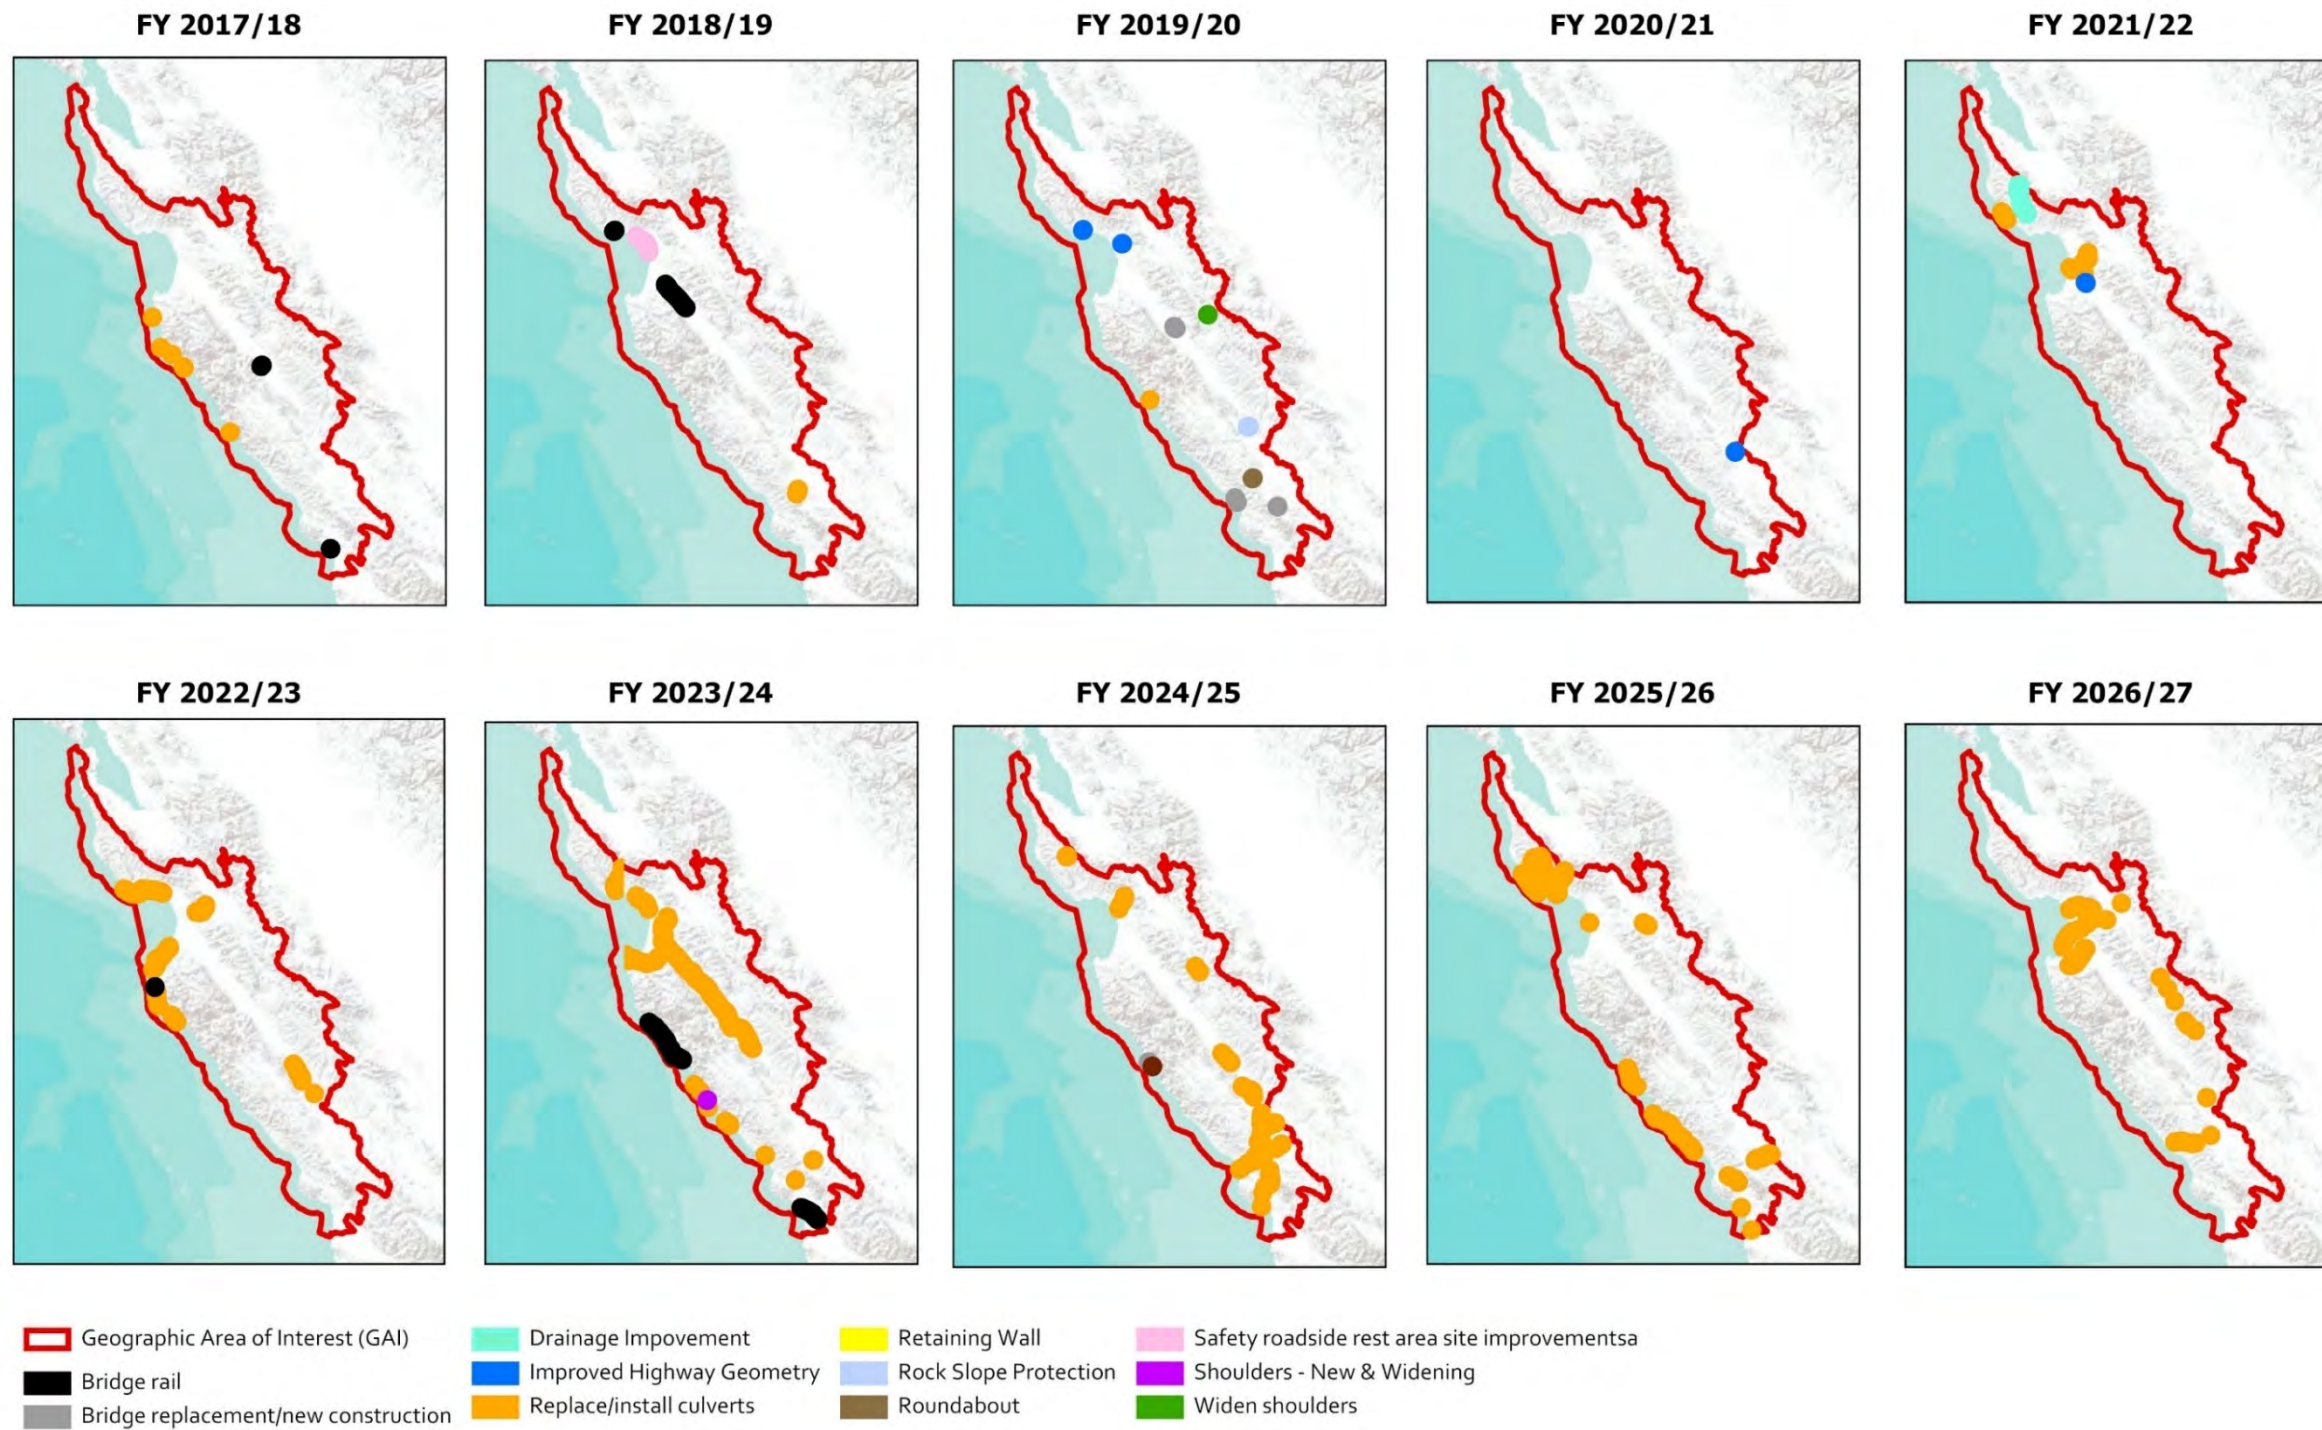 FY 2017/18
FY 2018/19
FY 2019/20
FY 2020/21
FY 2021/22
FY 2022/23
FY 2023/24
FY 2024/25
FY 2025/26
FY 2026/27
Geographic Area of Interest (GAI)
Bridge rail
Bridge replacement/new construction
Drainage Impovement
Improved Highway Geometry
Replace/install culverts
Retaining Wall
Rock Slope Protection
Roundabout
Safety roadside rest area site improvementsa
Shoulders - New & Widening
Widen shoulders